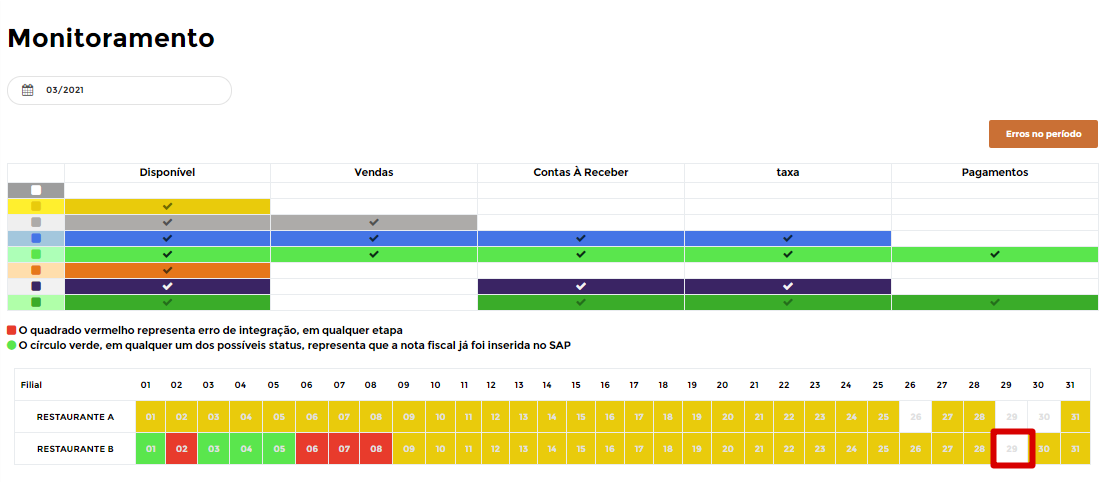 Monitoramento
03/2021
Erros no período
Disponível Vendas Contas À Receber taxa Pagamentos
O quadrado vermelho representa erro de integração, em qualquer etapa
O círculo verde, em qualquer um dos possíveis status, representa que a nota fiscal já foi inserida no SAP
Filial 01 02 03 04 05 06 07 08 09 10 11 12 13 14 15 16 17 18 19 20 21 22 23 24 25 26 27 28 29 30 31
RESTAURANTE A 01 02 03 04 05 06 07 08 09 10 11 12 13 14 15 16 17 18 19 20 21 22 23 24 25 26 27 28 29 30 31
RESTAURANTE B 01 02 03 04 05 06 07 08 09 10 11 12 13 14 15 16 17 18 19 20 21 22 23 24 25 26 27 28 29 30 31